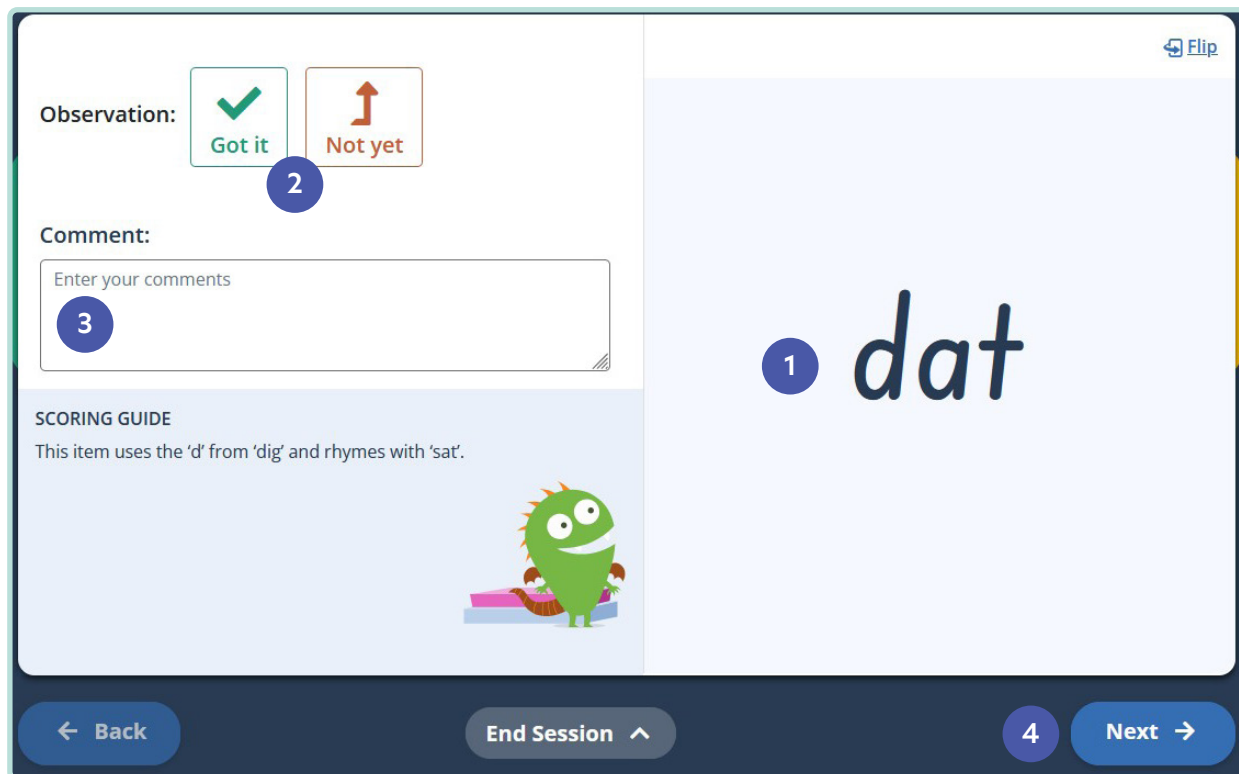 Flip
Observation:
Got it
Not yet
2
Comment:
Enter your comments
3
1
dat
SCORING GUIDE
This item uses the ‘d’ from ‘dig’ and rhymes with ‘sat’.
Back
End Session
4
Next